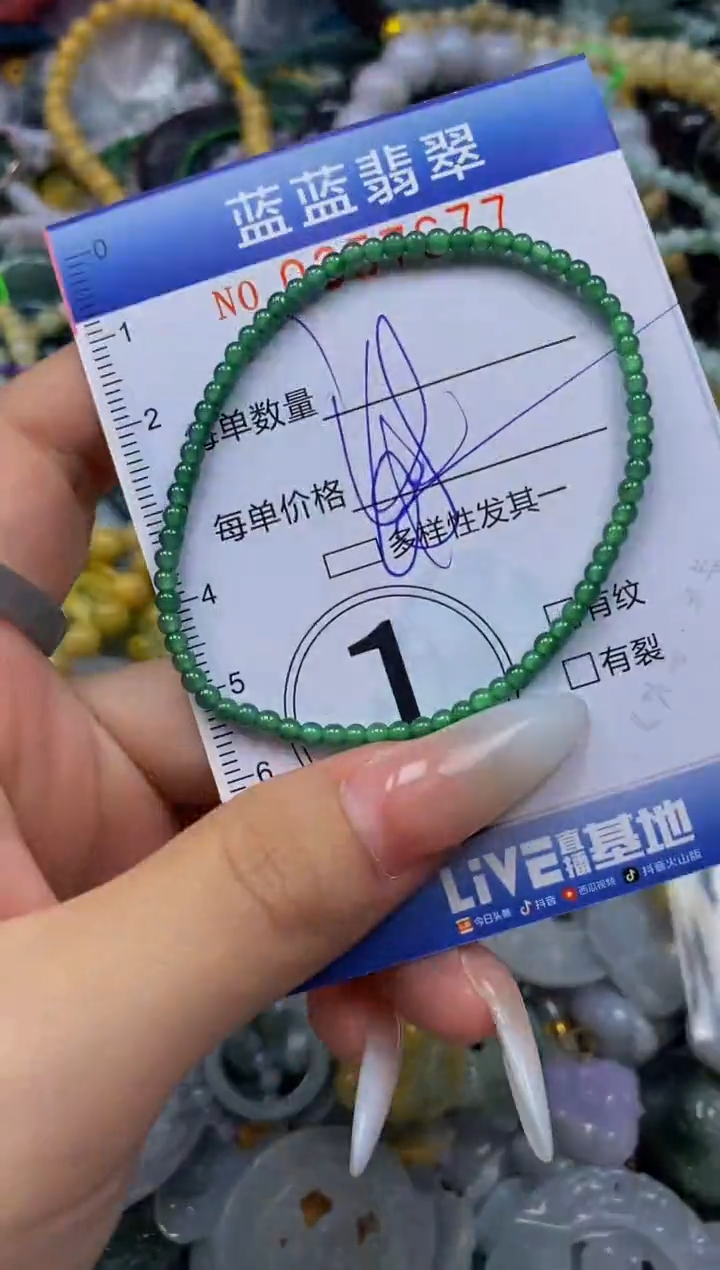 蓝蓝翡翠
NO
0
1
2
每单数量
每单价格
多样性发其一
4
有纹
1
5
有裂
6
LiVE直播基地
今日头条 抖音 西瓜视频 抖音火山版